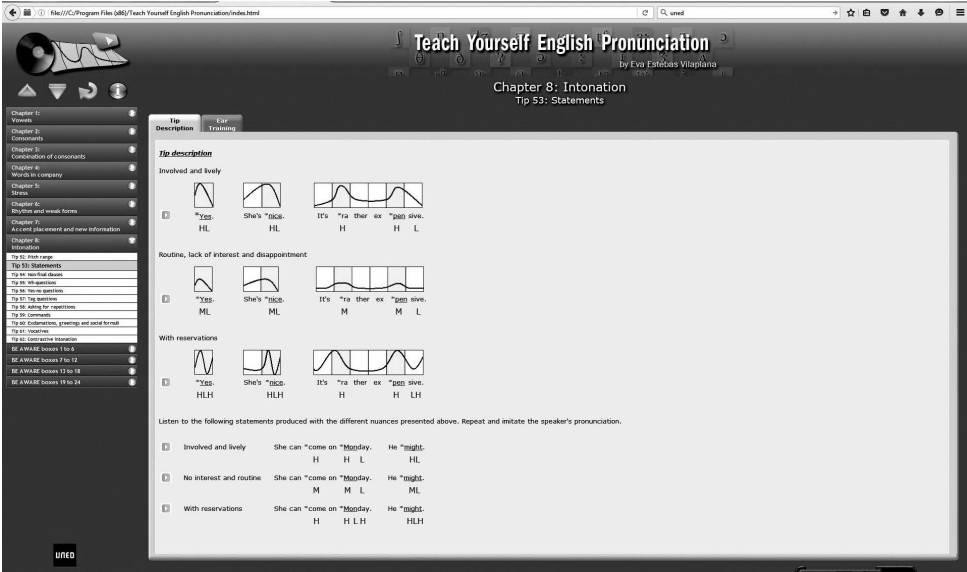 file:///C:/Program Files (x86)/Teach Yourself English Pronunciation/index.html
uned
Teach Yourself English Pronunciation
by Eva Estebas Vilaplana
Chapter 8: Intonation
Tip 53: Statements
Chapter 1:
Vowels
Chapter 2:
Consonants
Chapter 3:
Combination of consonants
Chapter 4:
Words in company
Chapter 5:
Stress
Chapter 6:
Rhythm and weak forms
Chapter 7:
Accent placement and new information
Chapter 8:
Intonation
Tip 52: Pitch range
Tip 53: Statements
Tip 54: Non-final clauses
Tip 55: Wh-questions
Tip 56: Yes-no questions
Tip 57: Tag questions
Tip 58: Asking for repetitions
Tip 59: Commands
Tip 60: Exclamations, greetings and social formulí
Tip 61: Vocatives
Tip 62: Contrastive intonation
BE AWARE boxes 1 to 6
BE AWARE boxes 7 to 12
BE AWARE boxes 13 to 18
BE AWARE boxes 19 to 24
UNED
Tip
Description
Ear
Training
Tip description
Involved and lively
"Yes. She's "nice. It's "ra ther ex "pen sive.
HL HL H H L
Routine, lack of interest and disappointment
"Yes. She's "nice. It's "ra ther ex "pen sive.
ML ML M M L
With reservations
"Yes. She's "nice. It's "ra ther ex "pen sive.
HLH HLH H H LH
Listen to the following statements produced with the different nuances presented above. Repeat and imitate the speaker's pronunciation.
Involved and lively She can "come on "Monday. He "might.
H H L HL
No interest and routine She can "come on "Monday. He "might.
M M L ML
With reservations She can "come on "Monday. He "might.
H H L H HLH